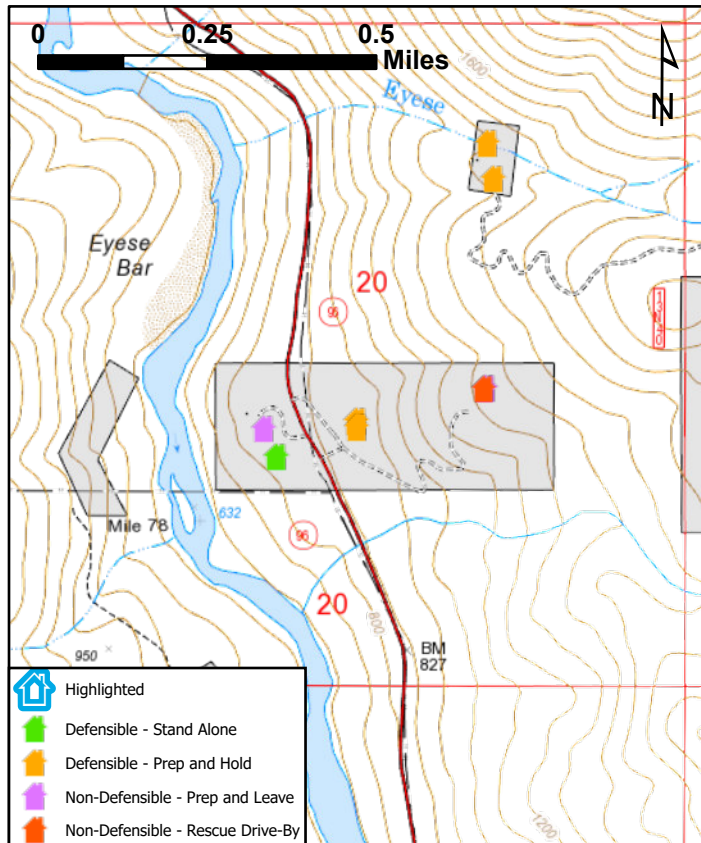 0 0.25 0.5
Miles
N
1600
Eyese
Eyese
Bar
20
95
Mile 78
632
96
20
800
BM
827
950
1200
Highlighted
Defensible - Stand Alone
Defensible - Prep and Hold
Non-Defensible - Prep and Leave
Non-Defensible - Rescue Drive-By